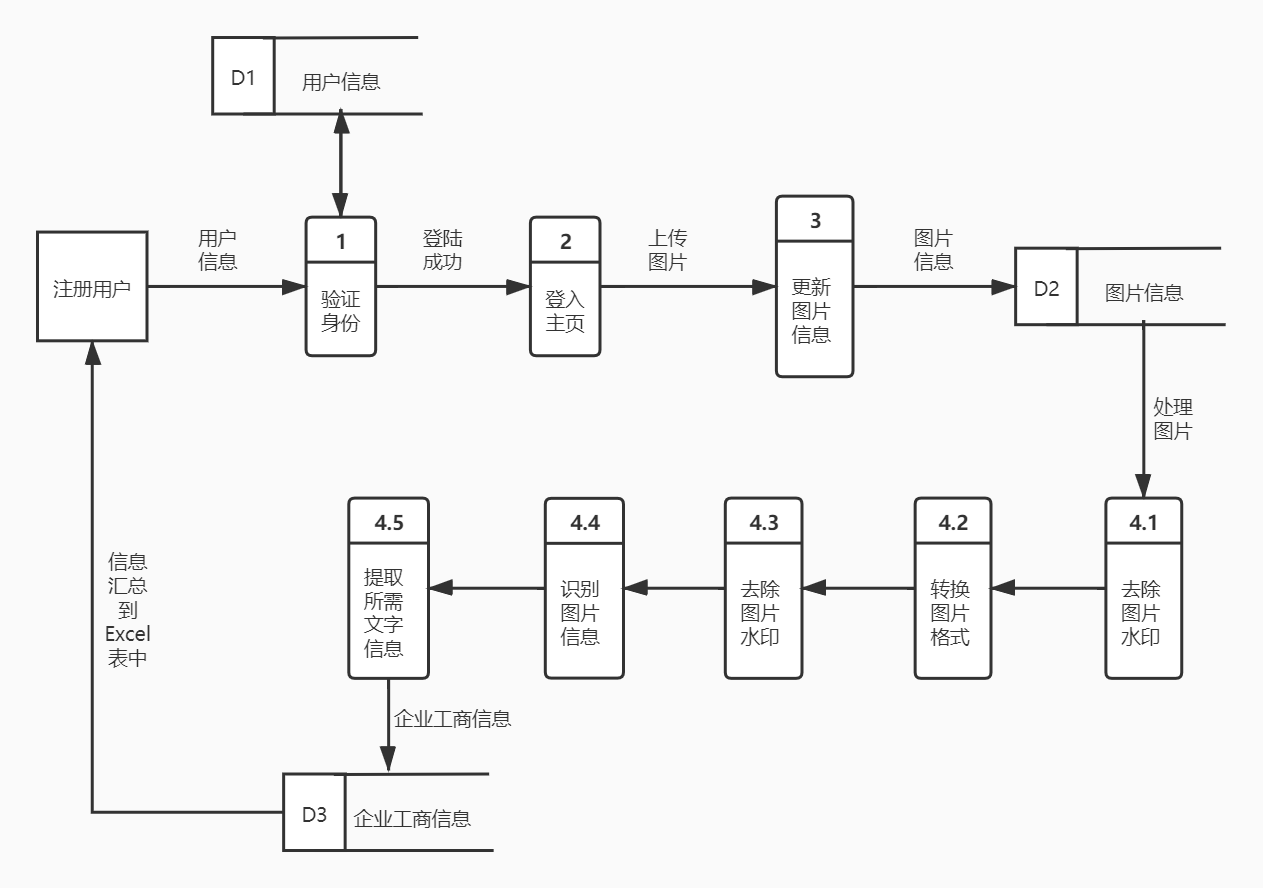 D1
用户信息
用户
信息
登陆
成功
上传
图片
图片
信息
注册用户
1
验证
身份
2
登入
主页
3
更新
图片
信息
D2
图片信息
处理
图片
4.5
提取
所需
文字
信息
4.4
识别
图片
信息
4.3
去除
图片
水印
4.2
转换
图片
格式
4.1
去除
图片
水印
信息
汇总
到
Excel
表中
企业工商信息
D3
企业工商信息